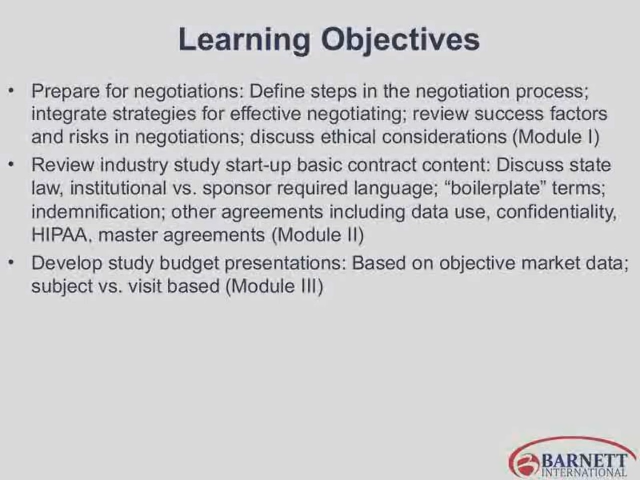 Learning Objectives
• Prepare for negotiations: Define steps in the negotiation process;
integrate strategies for effective negotiating; review success factors
and risks in negotiations; discuss ethical considerations (Module I)
• Review industry study start-up basic contract content: Discuss state
law, institutional vs. sponsor required language; “boilerplate” terms;
indemnification; other agreements including data use, confidentiality,
HIPAA, master agreements (Module II)
• Develop study budget presentations: Based on objective market data;
subject vs. visit based (Module III)
BARNETT
INTERNATIONAL